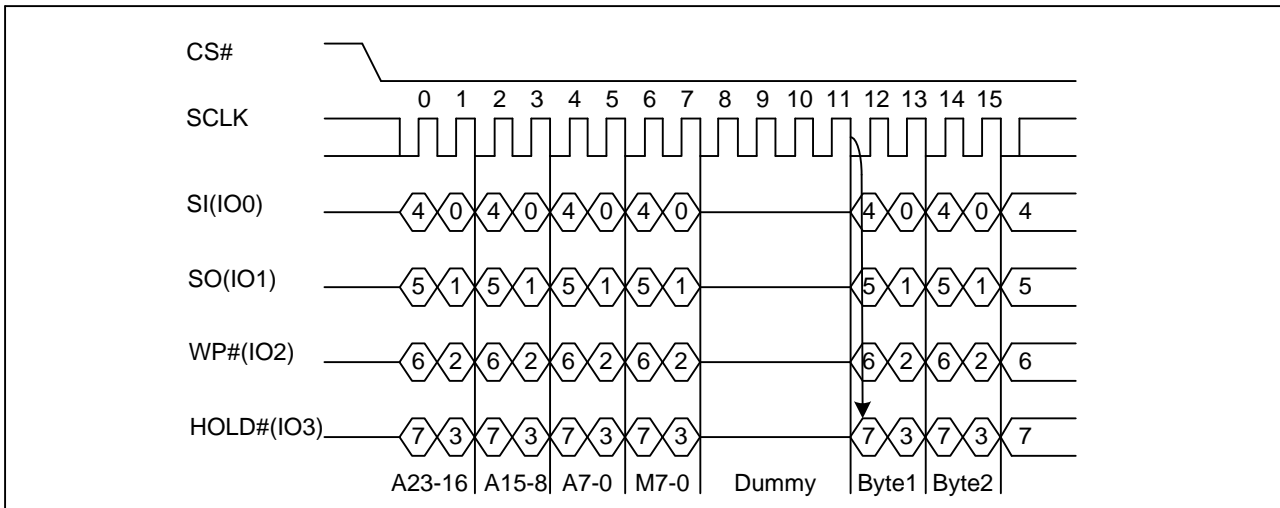 CS#
0 1 2 3 4 5 6 7 8 9 10 11 12 13 14 15
SCLK
SI(IO0) 4 0 4 0 4 0 4 0 4 0 4 0 4
SO(IO1) 5 1 5 1 5 1 5 1 5 1 5 1 5
WP#(IO2) 6 2 6 2 6 2 6 2 6 2 6 2 6
HOLD#(IO3) 7 3 7 3 7 3 7 3 7 3 7 3 7
A23-16 A15-8 A7-0 M7-0 Dummy Byte1 Byte2